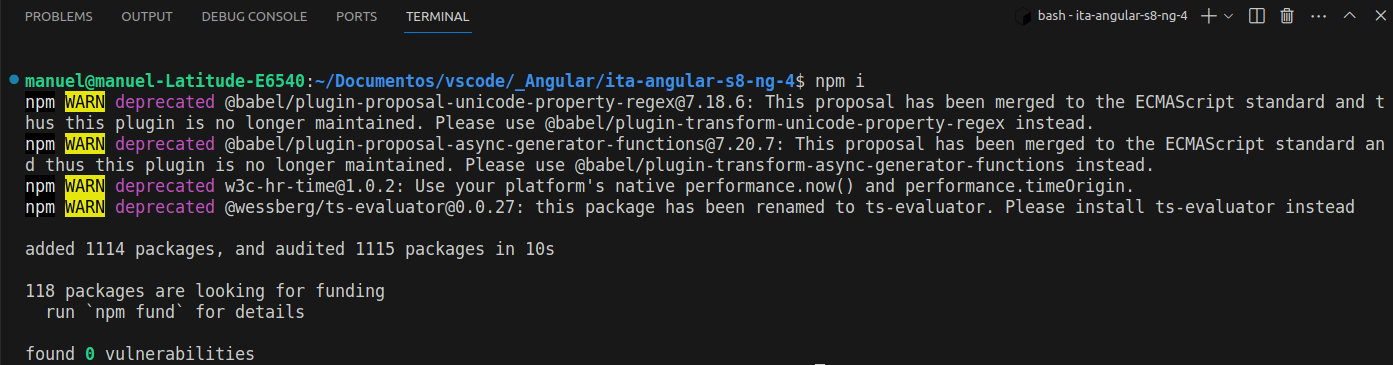 PROBLEMS OUTPUT DEBUG CONSOLE PORTS TERMINAL bash - ita-angular-s8-ng-4
manuel@manuel-Latitude-E6540:~/Documentos/vscode/_Angular/ita-angular-s8-ng-4$ npm i
npm WARN deprecated @babel/plugin-proposal-unicode-property-regex@7.18.6: This proposal has been merged to the ECMAScript standard and t
hus this plugin is no longer maintained. Please use @babel/plugin-transform-unicode-property-regex instead.
npm WARN deprecated @babel/plugin-proposal-async-generator-functions@7.20.7: This proposal has been merged to the ECMAScript standard an
d thus this plugin is no longer maintained. Please use @babel/plugin-transform-async-generator-functions instead.
npm WARN deprecated w3c-hr-time@1.0.2: Use your platform's native performance.now() and performance.timeOrigin.
npm WARN deprecated @wessberg/ts-evaluator@0.0.27: this package has been renamed to ts-evaluator. Please install ts-evaluator instead
added 1114 packages, and audited 1115 packages in 10s
118 packages are looking for funding
run `npm fund` for details
found 0 vulnerabilities